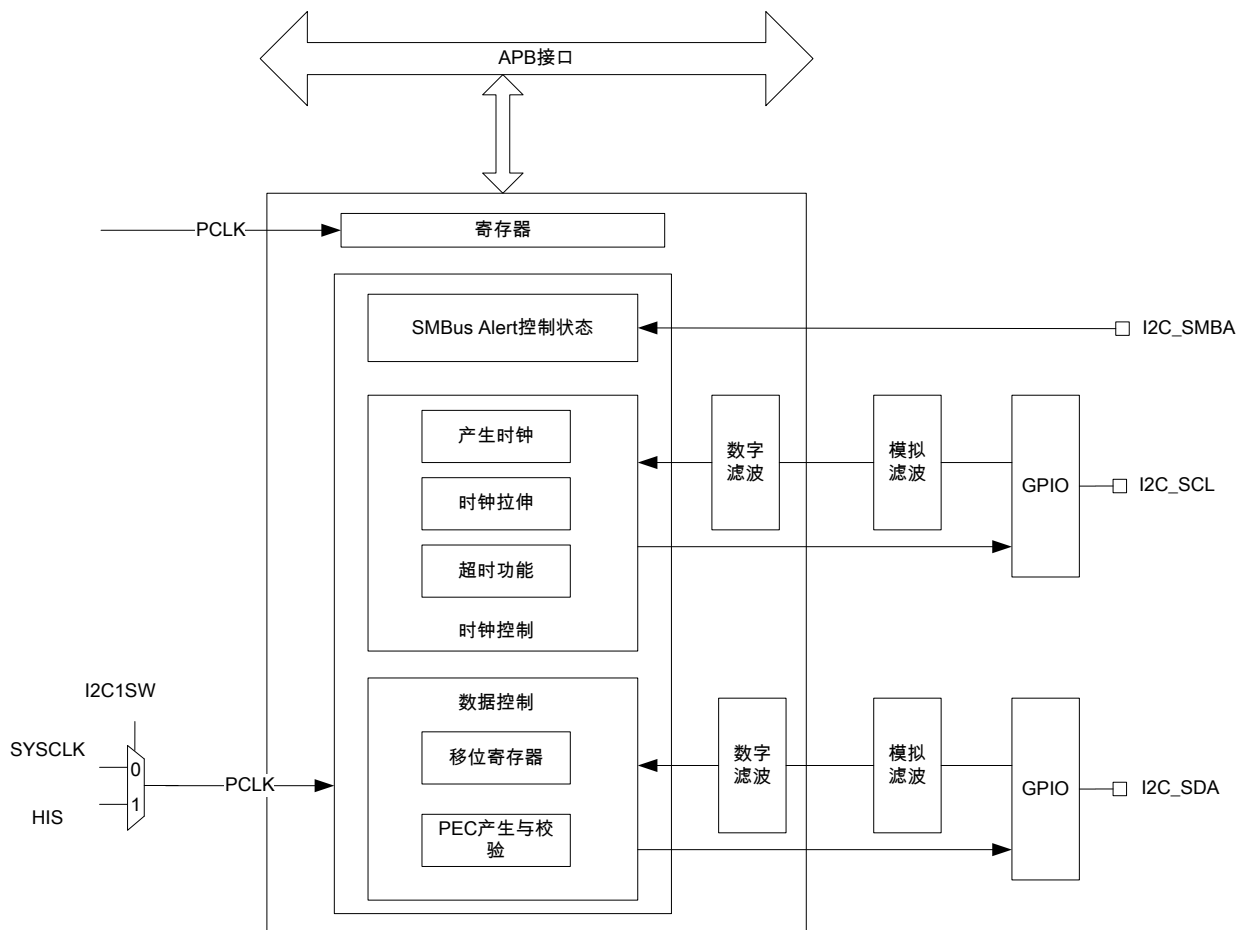 APB接口
PCLK
寄存器
SMBus Alert控制状态
I2C_SMBA
产生时钟
时钟拉伸
超时功能
时钟控制
数字
滤波
模拟
滤波
GPIO
I2C_SCL
I2C1SW
SYSCLK
HIS
0
1
PCLK
数据控制
移位寄存器
PEC产生与校
验
数字
滤波
模拟
滤波
GPIO
I2C_SDA